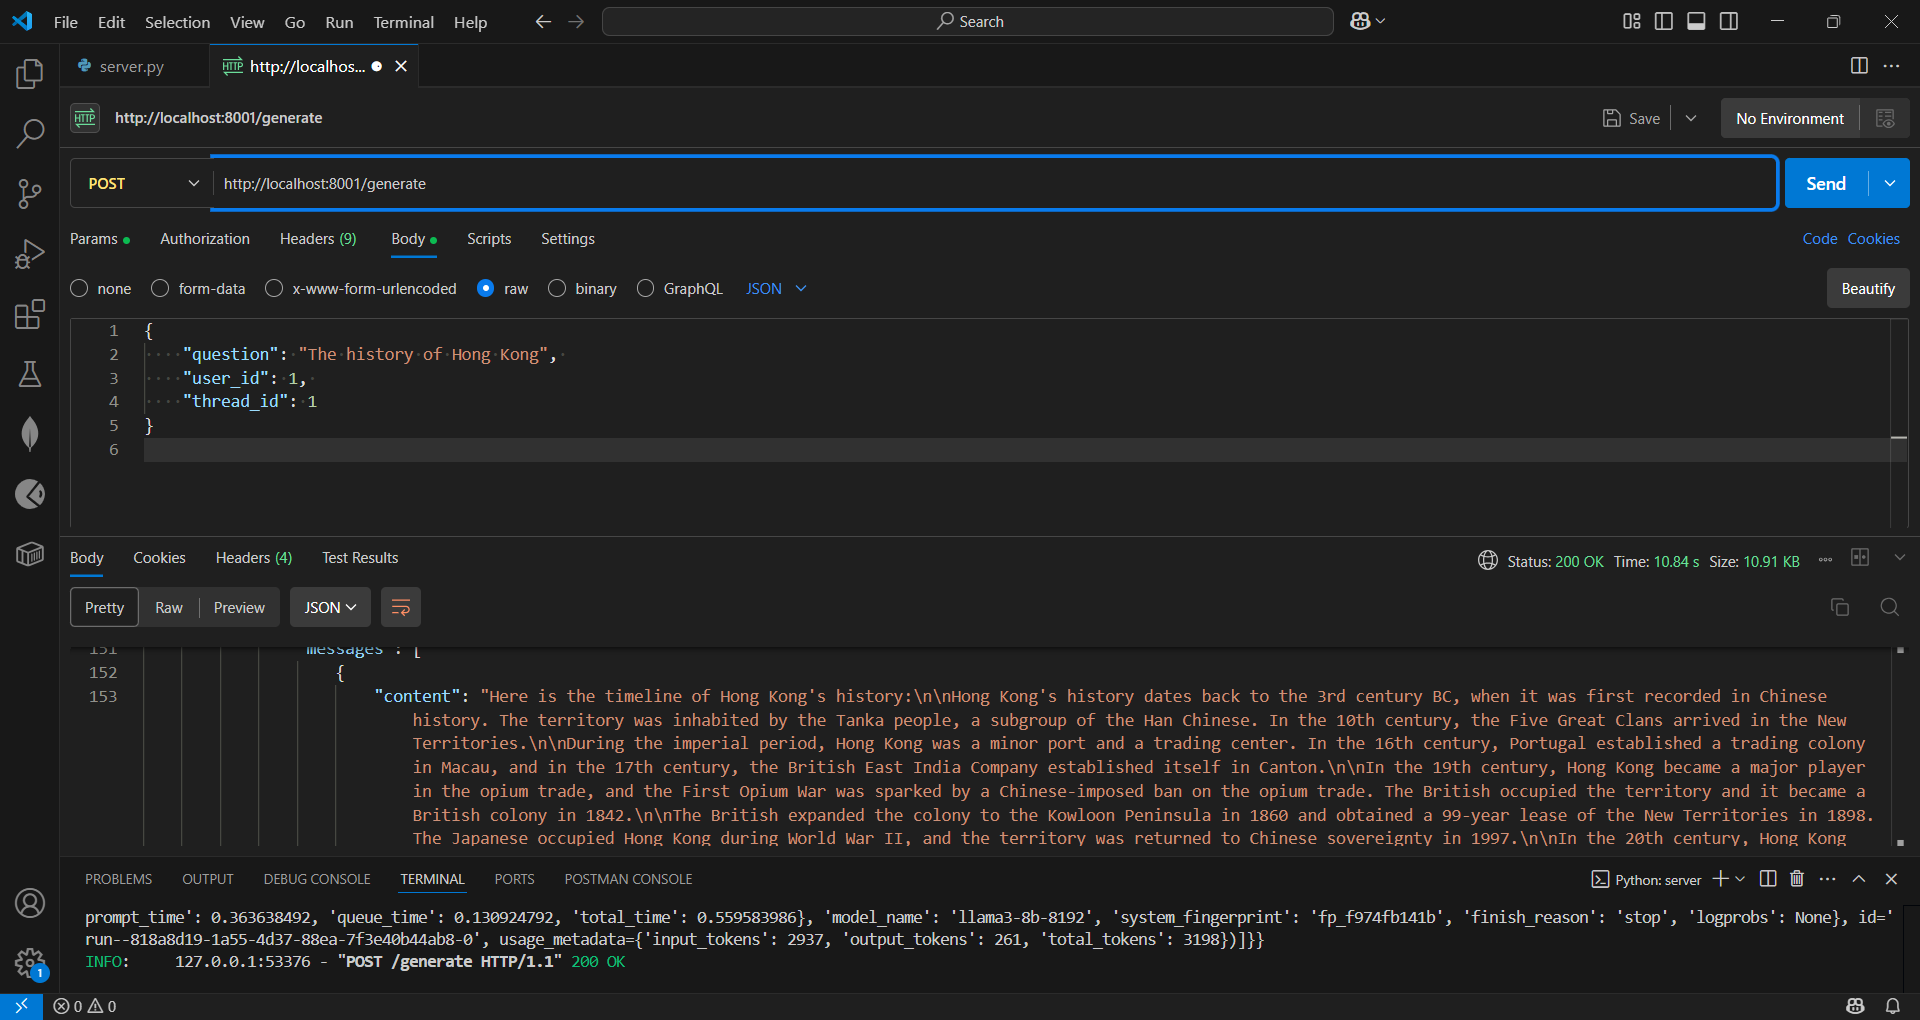 File Edit Selection View Go Run Terminal Help
Search
server.py
HTTP http://localhos...
HTTP http://localhost:8001/generate
Save
No Environment
POST
http://localhost:8001/generate
Send
Params Authorization Headers (9) Body Scripts Settings
Code Cookies
none form-data x-www-form-urlencoded raw binary GraphQL JSON
Beautify
1 {
2 ····"question":·"The·history·of·Hong·Kong",·
3 ····"user_id":·1,·
4 ····"thread_id":·1
5 }
6
Body Cookies Headers (4) Test Results
Status: 200 OK Time: 10.84 s Size: 10.91 KB
Pretty Raw Preview JSON
151 "messages": [
152 {
153 "content": "Here is the timeline of Hong Kong's history:\n\nHong Kong's history dates back to the 3rd century BC, when it was first recorded in Chinese
history. The territory was inhabited by the Tanka people, a subgroup of the Han Chinese. In the 10th century, the Five Great Clans arrived in the New
Territories.\n\nDuring the imperial period, Hong Kong was a minor port and a trading center. In the 16th century, Portugal established a trading colony
in Macau, and in the 17th century, the British East India Company established itself in Canton.\n\nIn the 19th century, Hong Kong became a major player
in the opium trade, and the First Opium War was sparked by a Chinese-imposed ban on the opium trade. The British occupied the territory and it became a
British colony in 1842.\n\nThe British expanded the colony to the Kowloon Peninsula in 1860 and obtained a 99-year lease of the New Territories in 1898.
The Japanese occupied Hong Kong during World War II, and the territory was returned to Chinese sovereignty in 1997.\n\nIn the 20th century, Hong Kong
PROBLEMS OUTPUT DEBUG CONSOLE TERMINAL PORTS POSTMAN CONSOLE
Python: server
prompt_time': 0.363638492, 'queue_time': 0.130924792, 'total_time': 0.559583986}, 'model_name': 'llama3-8b-8192', 'system_fingerprint': 'fp_f974fb141b', 'finish_reason': 'stop', 'logprobs': None}, id='
run--818a8d19-1a55-4d37-88ea-7f3e40b44ab8-0', usage_metadata={'input_tokens': 2937, 'output_tokens': 261, 'total_tokens': 3198})]}}
INFO: 127.0.0.1:53376 - "POST /generate HTTP/1.1" 200 OK
1
0 0